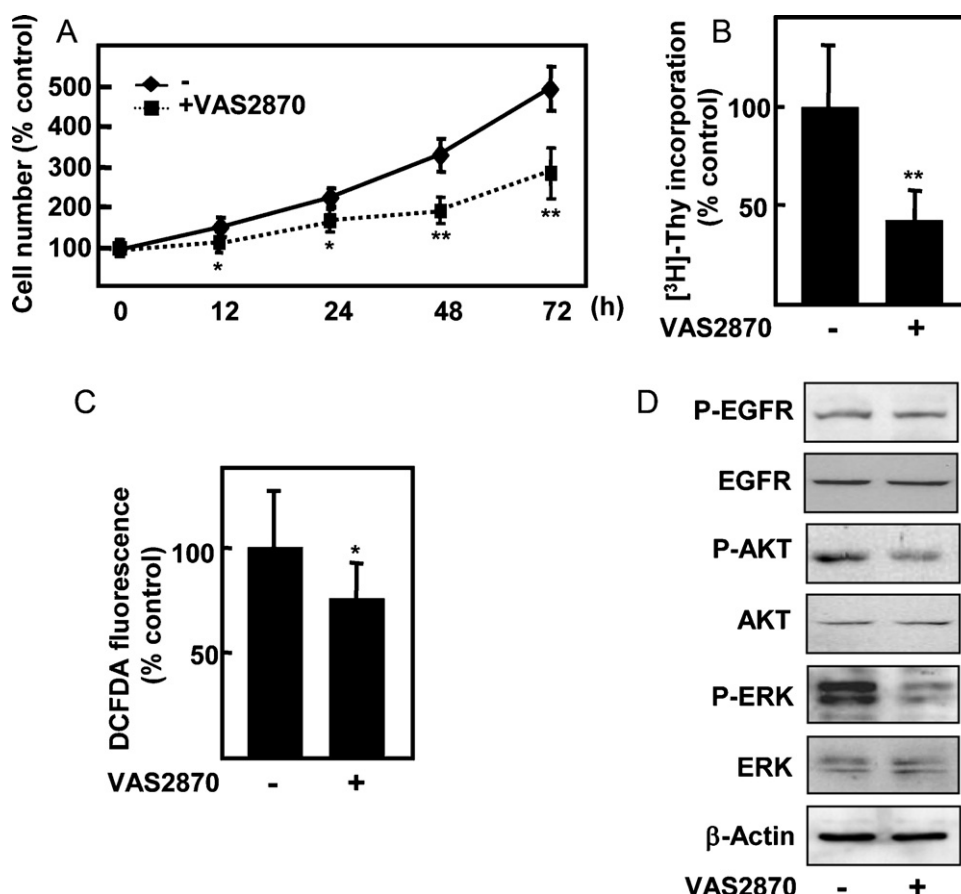 A
Cell number (% control)
500
400
300
200
100
-
+VAS2870
*
*
**
**
0 12 24 48 72 (h)
B
[³H]-Thy incorporation
(% control)
100
50
**
VAS2870 - +
C
DCFDA fluorescence
(% control)
100
50
*
VAS2870 - +
D
P-EGFR
EGFR
P-AKT
AKT
P-ERK
ERK
β-Actin
VAS2870 - +